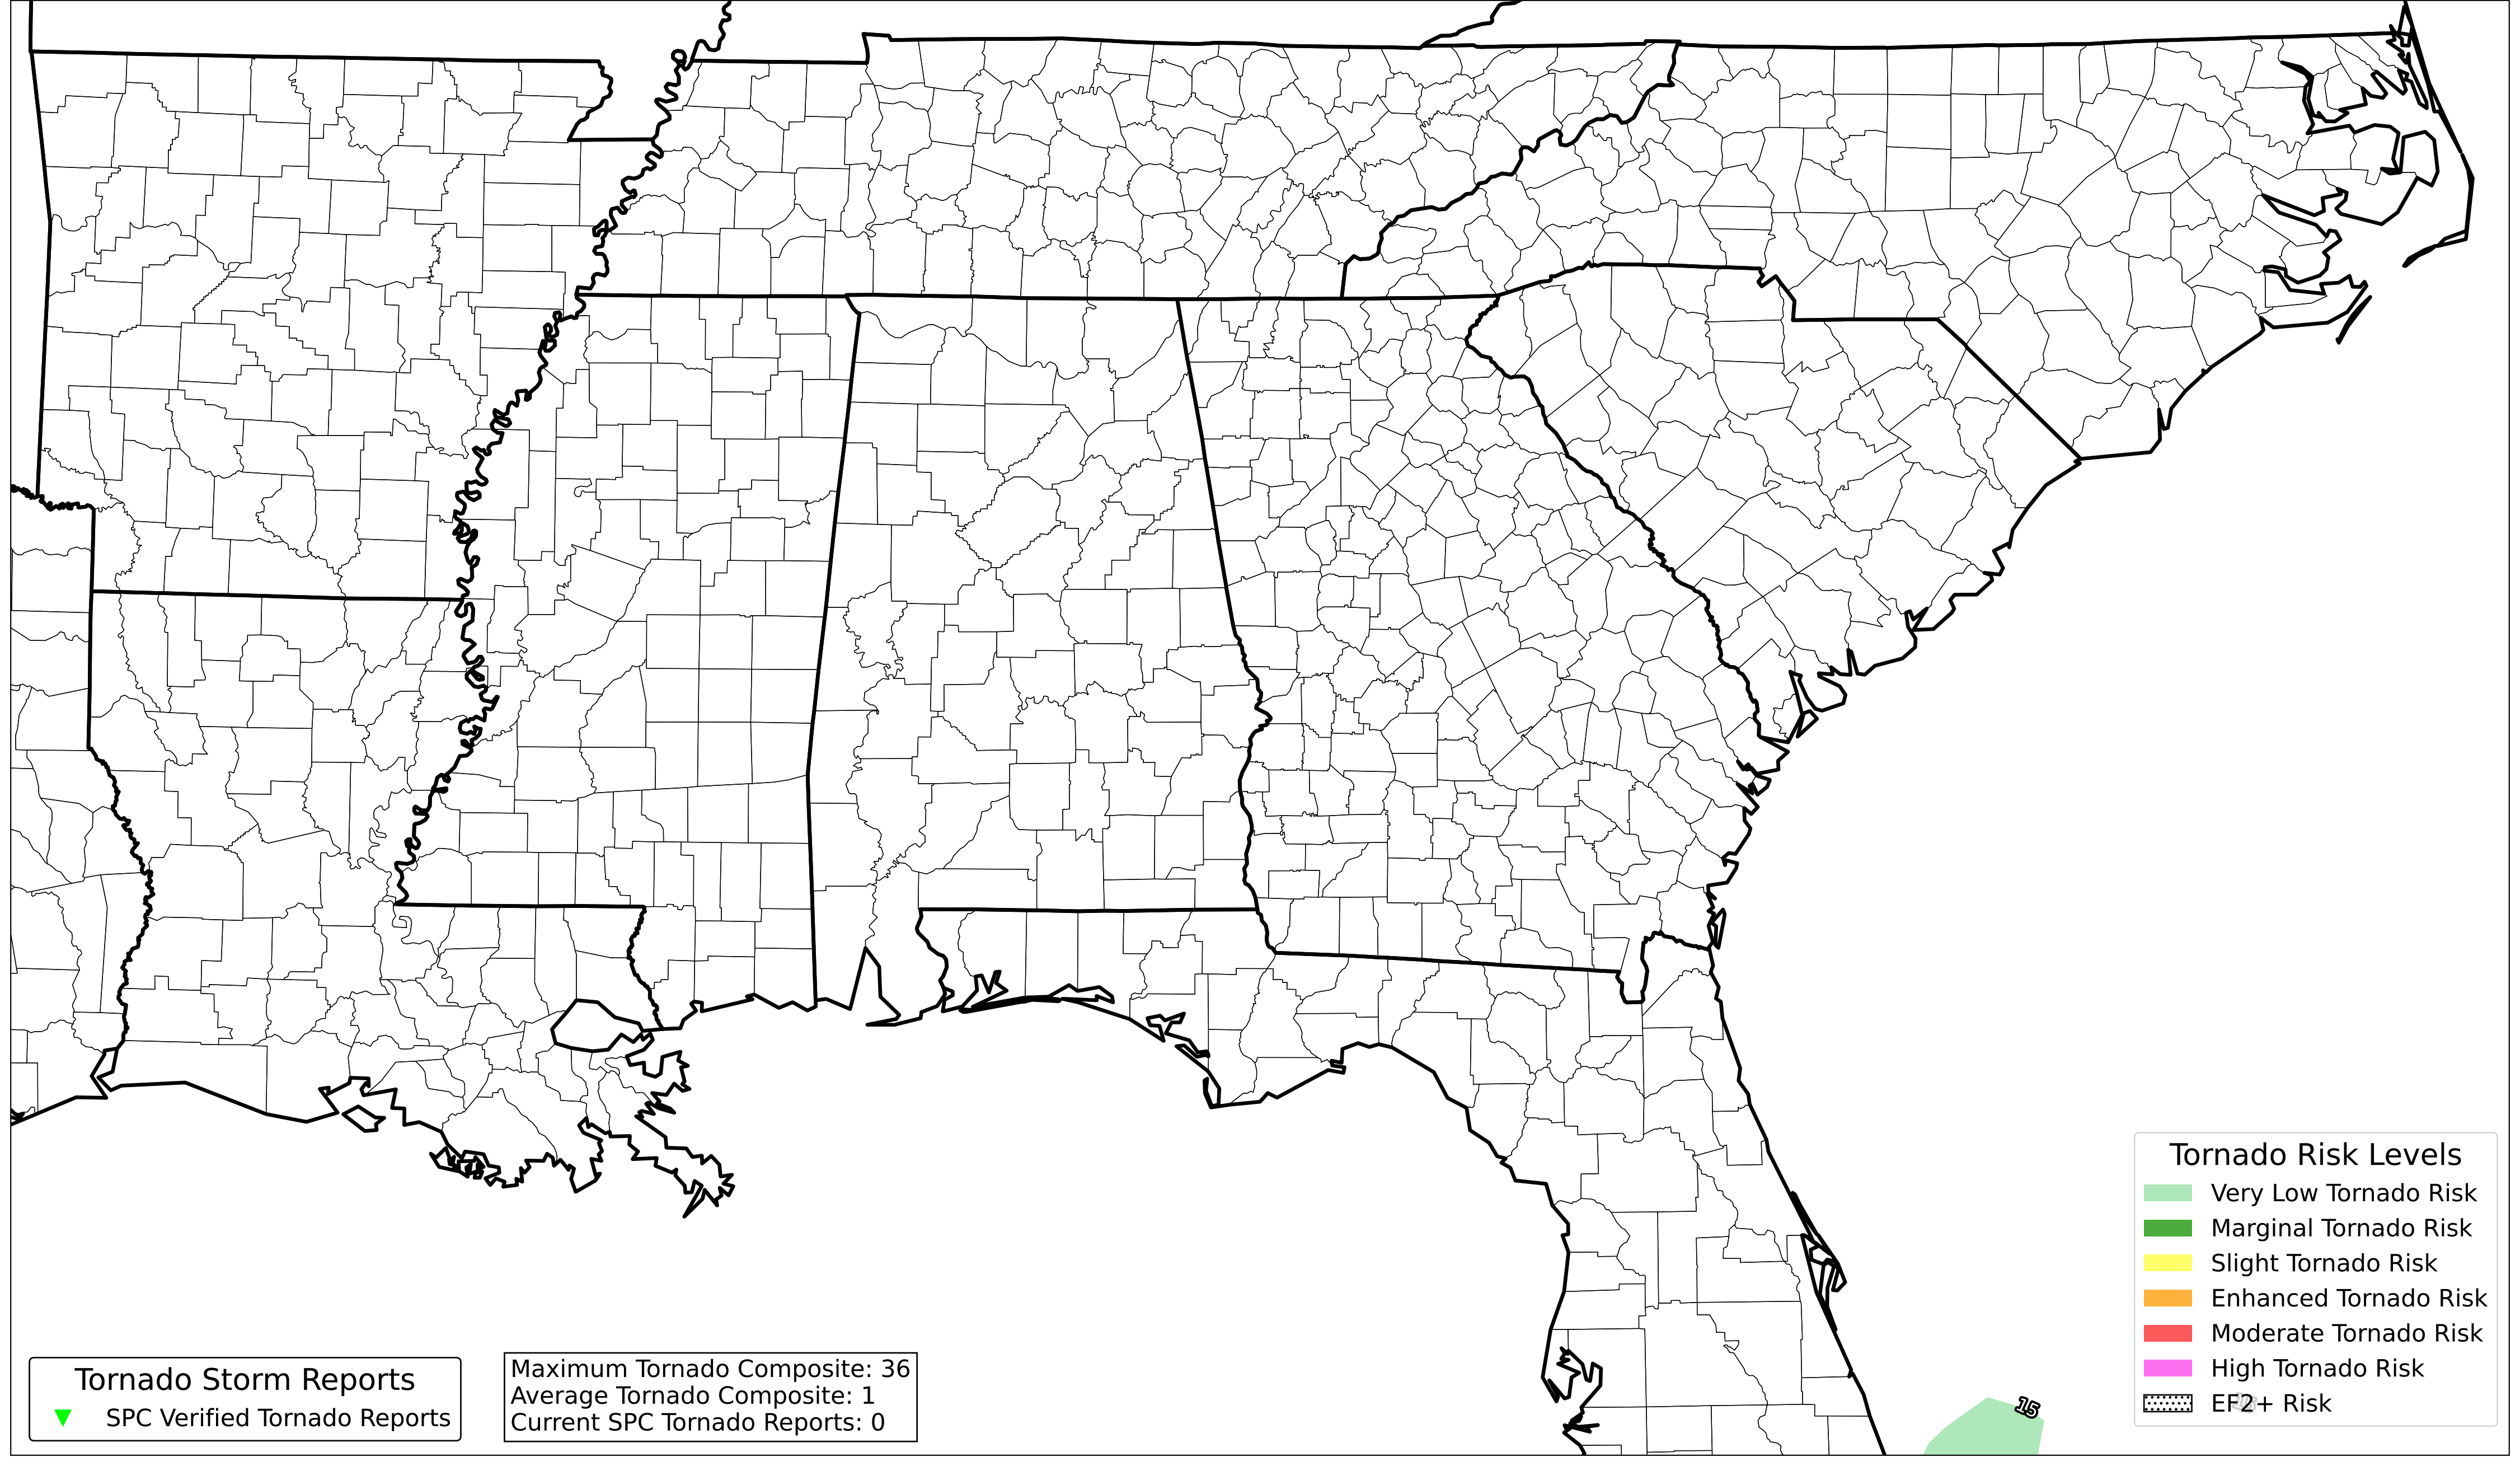 Tornado Risk Levels
Very Low Tornado Risk
Marginal Tornado Risk
Slight Tornado Risk
Enhanced Tornado Risk
Moderate Tornado Risk
High Tornado Risk
EF2+ Risk
15
Tornado Storm Reports
SPC Verified Tornado Reports
Maximum Tornado Composite: 36
Average Tornado Composite: 1
Current SPC Tornado Reports: 0